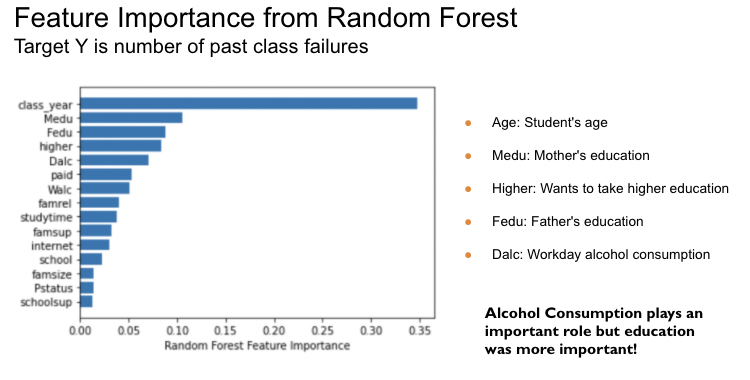 Feature Importance from Random Forest
Target Y is number of past class failures
class_year
Medu
Fedu
higher
Dalc
paid
Walc
famrel
studytime
famsup
internet
school
famsize
Pstatus
schoolsup
0.00 0.05 0.10 0.15 0.20 0.25 0.30 0.35
Random Forest Feature Importance
● Age: Student's age
● Medu: Mother's education
● Higher: Wants to take higher education
● Fedu: Father's education
● Dalc: Workday alcohol consumption
Alcohol Consumption plays an
important role but education
was more important!